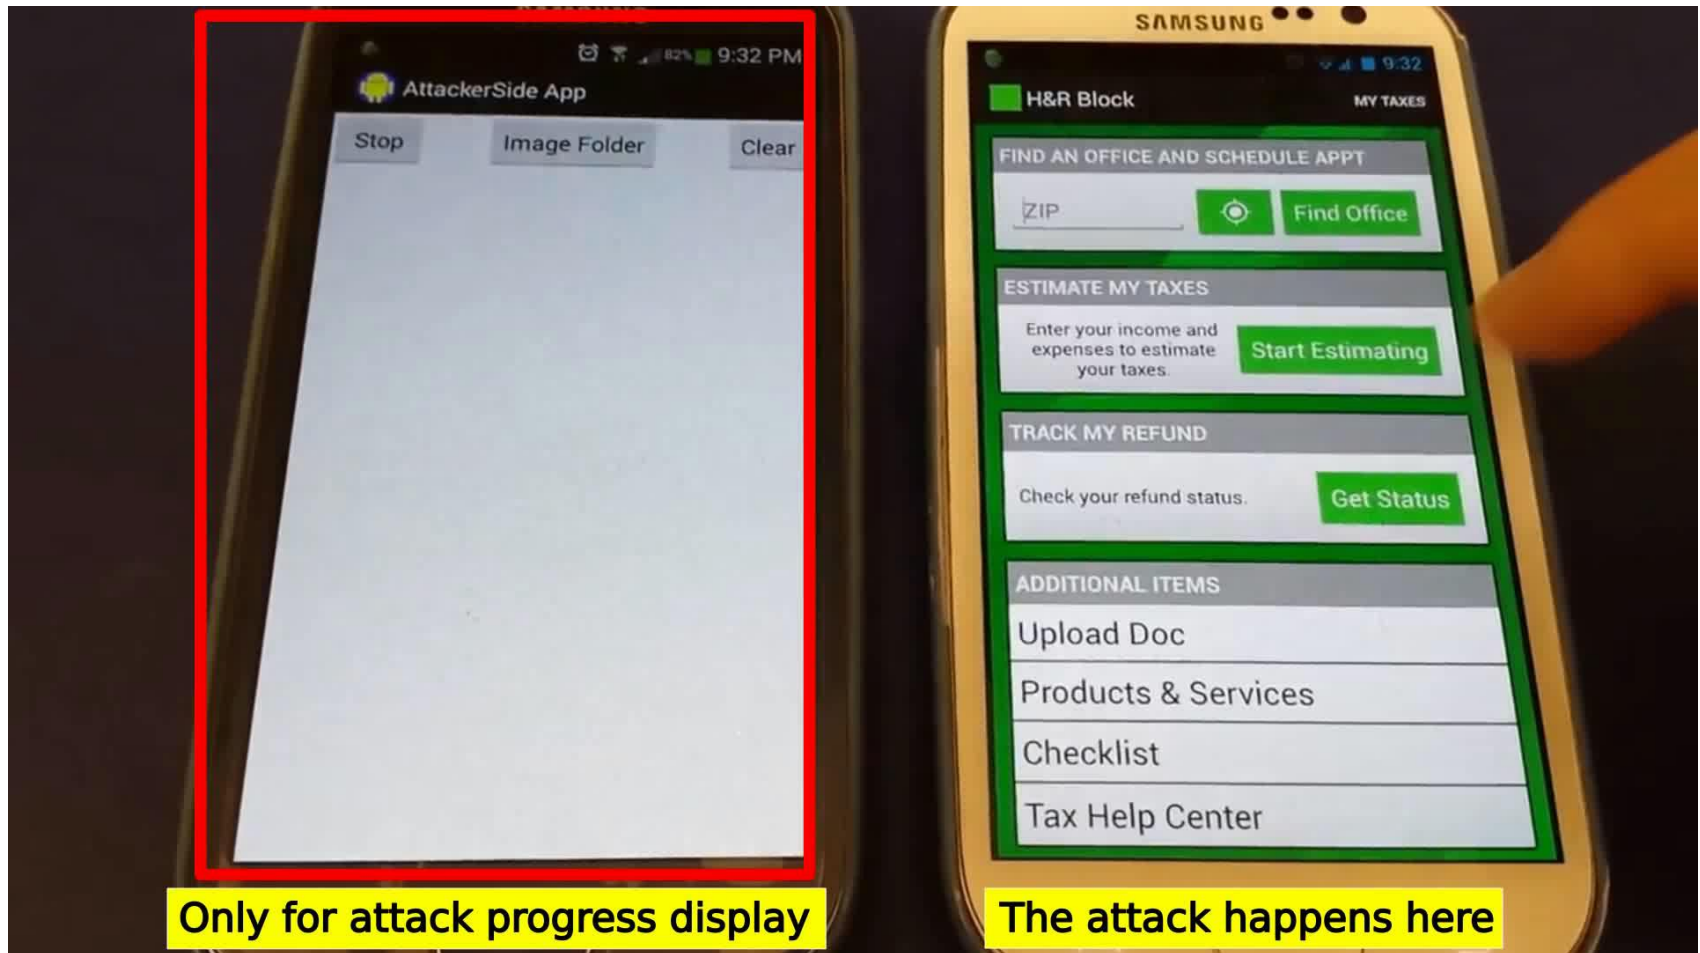 82% 9:32 PM
AttackerSide App
Stop
Image Folder
Clear
Only for attack progress display
SAMSUNG
9:32
H&R Block
MY TAXES
FIND AN OFFICE AND SCHEDULE APPT
ZIP
Find Office
ESTIMATE MY TAXES
Enter your income and
expenses to estimate
your taxes.
Start Estimating
TRACK MY REFUND
Check your refund status.
Get Status
ADDITIONAL ITEMS
Upload Doc
Products & Services
Checklist
Tax Help Center
The attack happens here